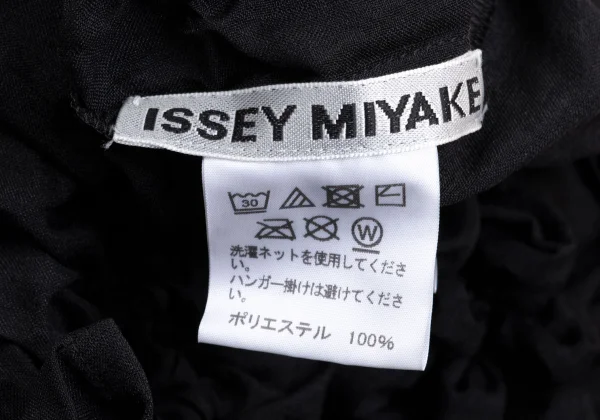 ISSEY MIYAKE
30
W
洗濯ネットを使用してくださ
い。
ハンガー掛けは避けてくださ
い。
ポリエステル 100%